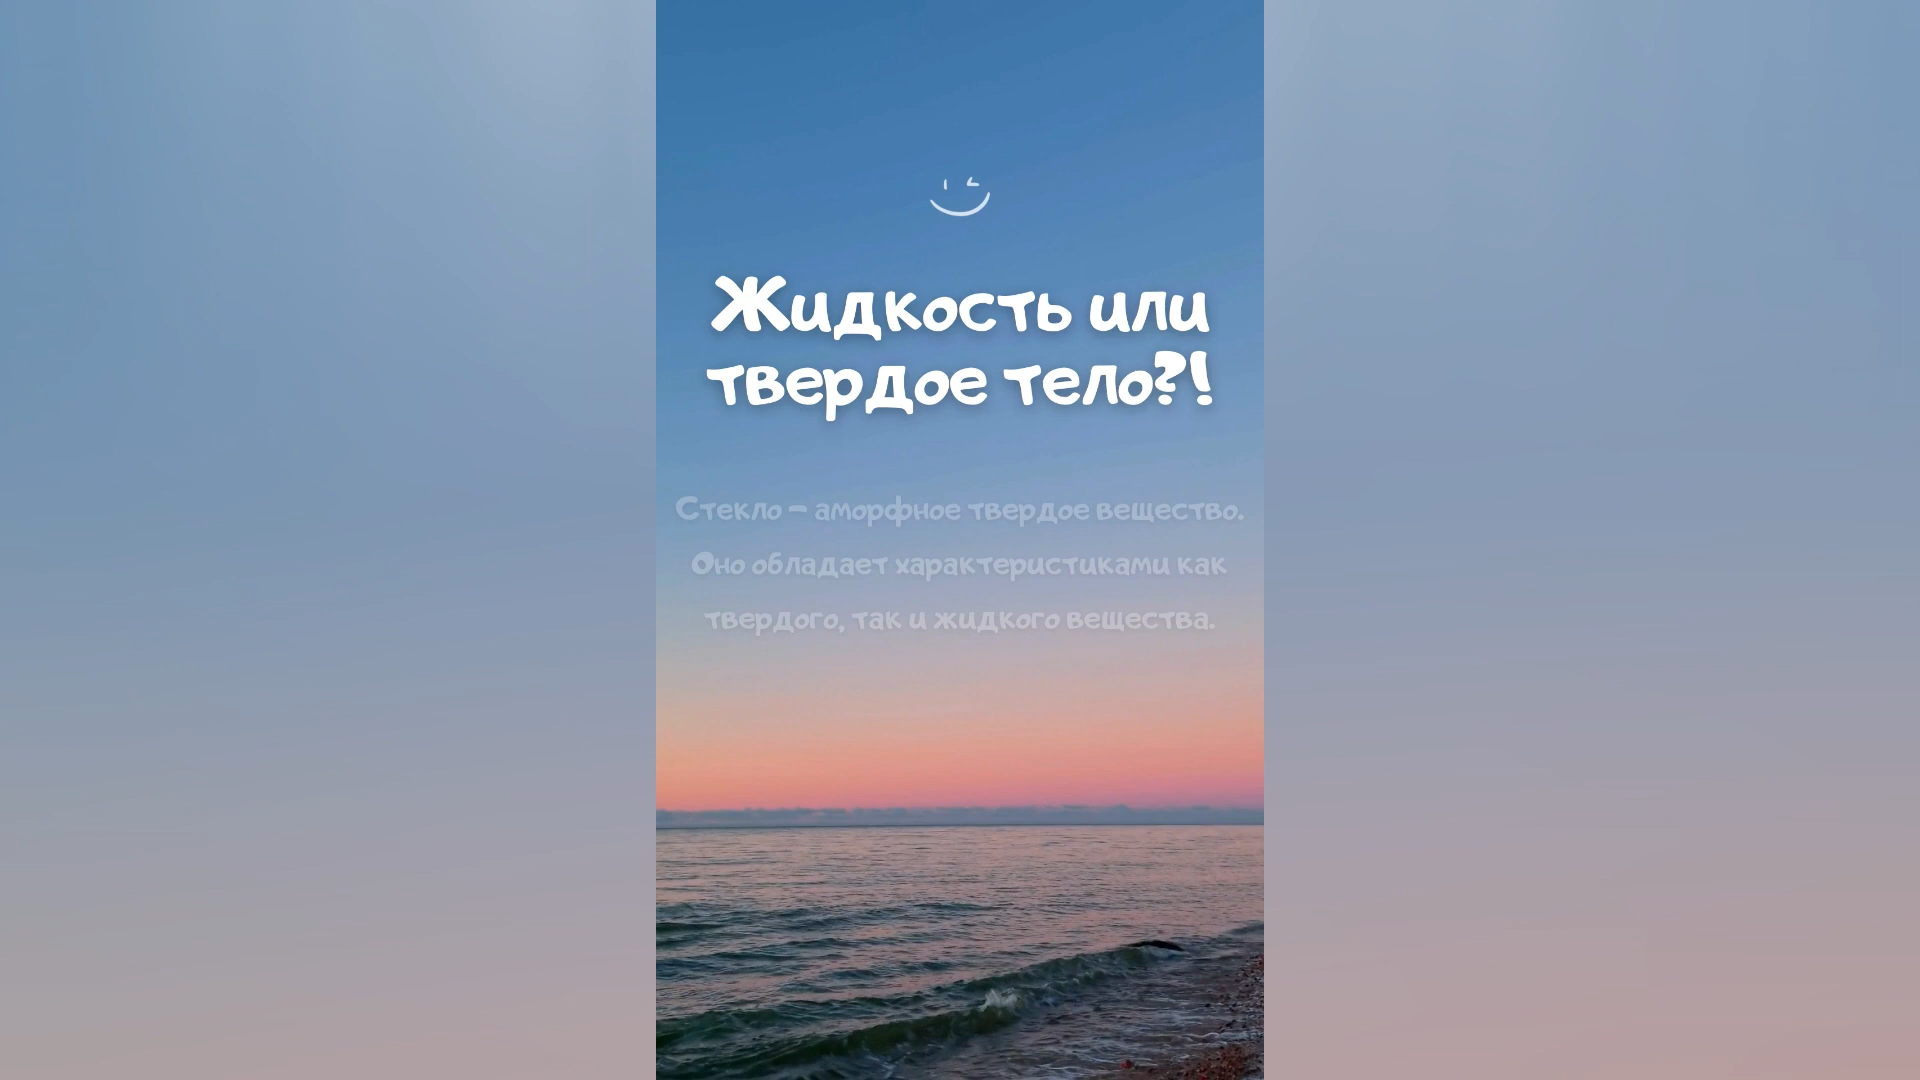 Жидкость или
твердое тело?!
Стекло – аморфное твердое вещество.
Оно обладает характеристиками как
твердого, так и жидкого вещества.